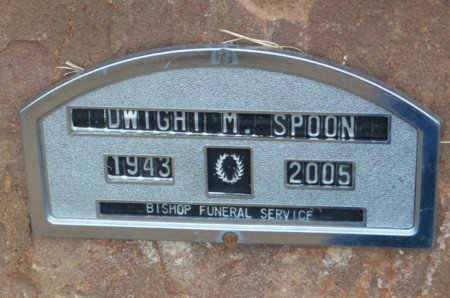 DWIGHT M. SPOON
1943 2005
BISHOP FUNERAL SERVICE